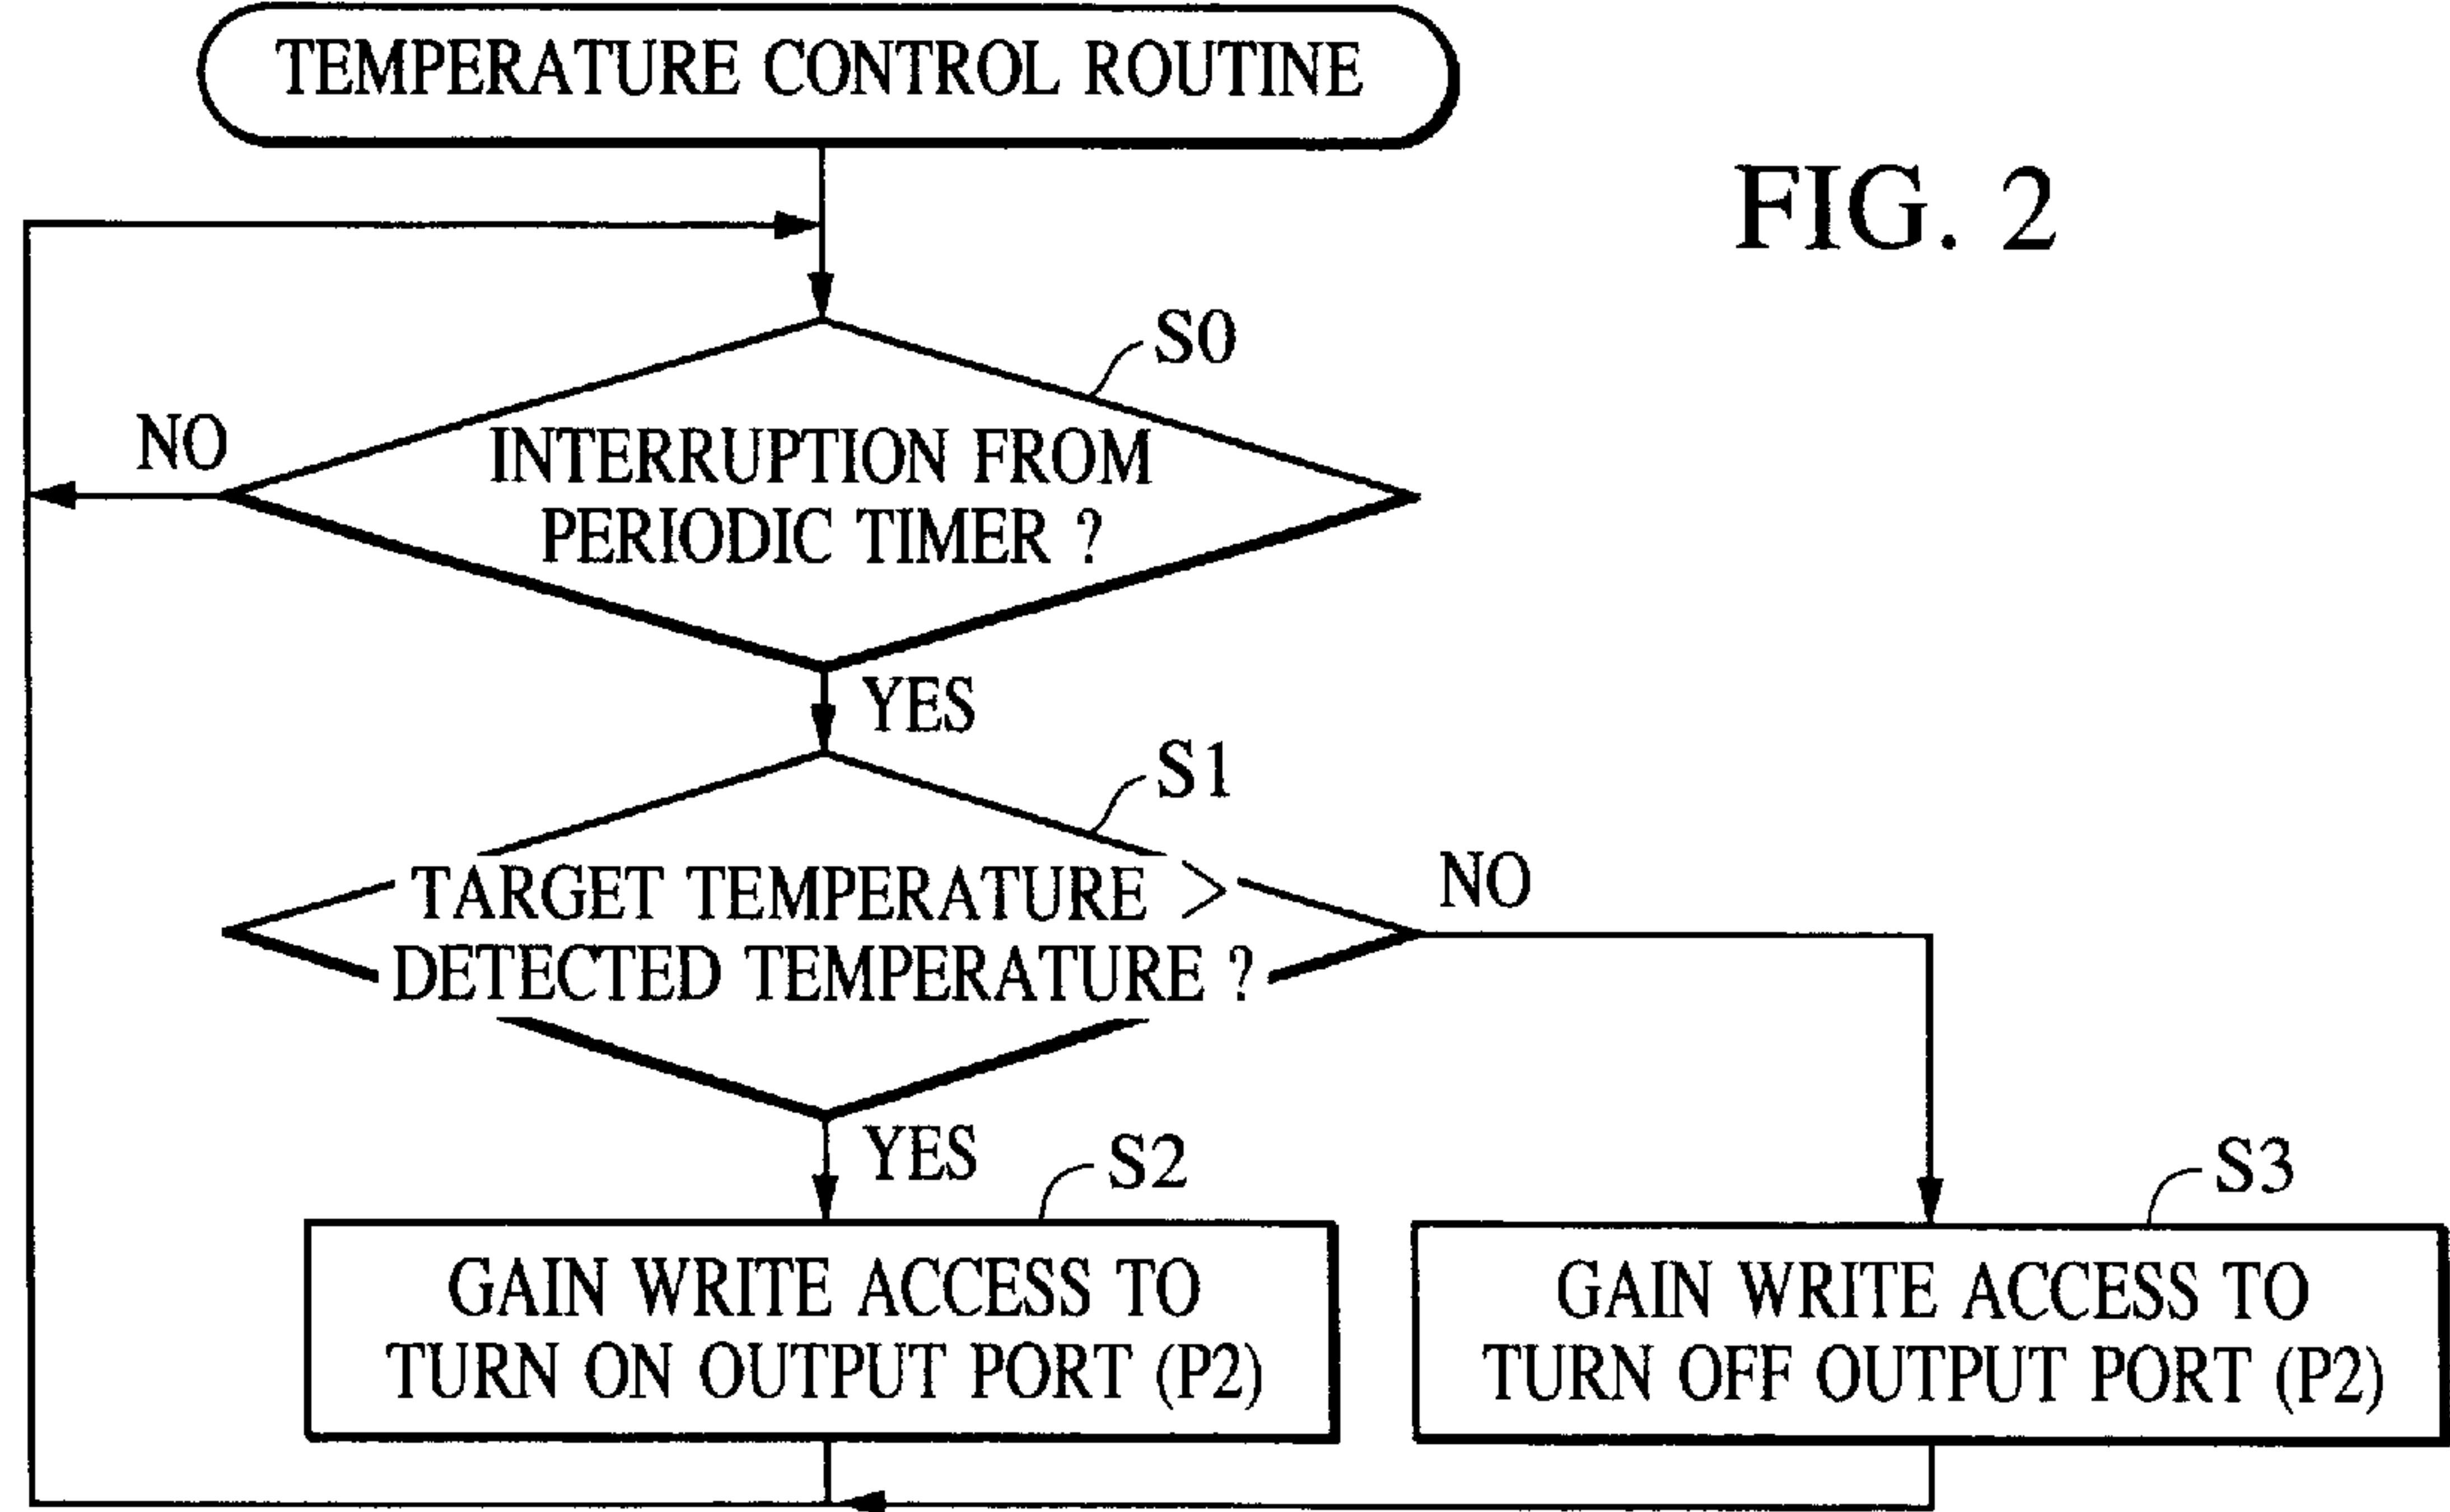 TEMPERATURE CONTROL ROUTINE
FIG. 2
S0
NO
INTERRUPTION FROM
PERIODIC TIMER ?
YES
S1
TARGET TEMPERATURE >
DETECTED TEMPERATURE ?
NO
YES
S2
S3
GAIN WRITE ACCESS TO
TURN ON OUTPUT PORT (P2)
GAIN WRITE ACCESS TO
TURN OFF OUTPUT PORT (P2)